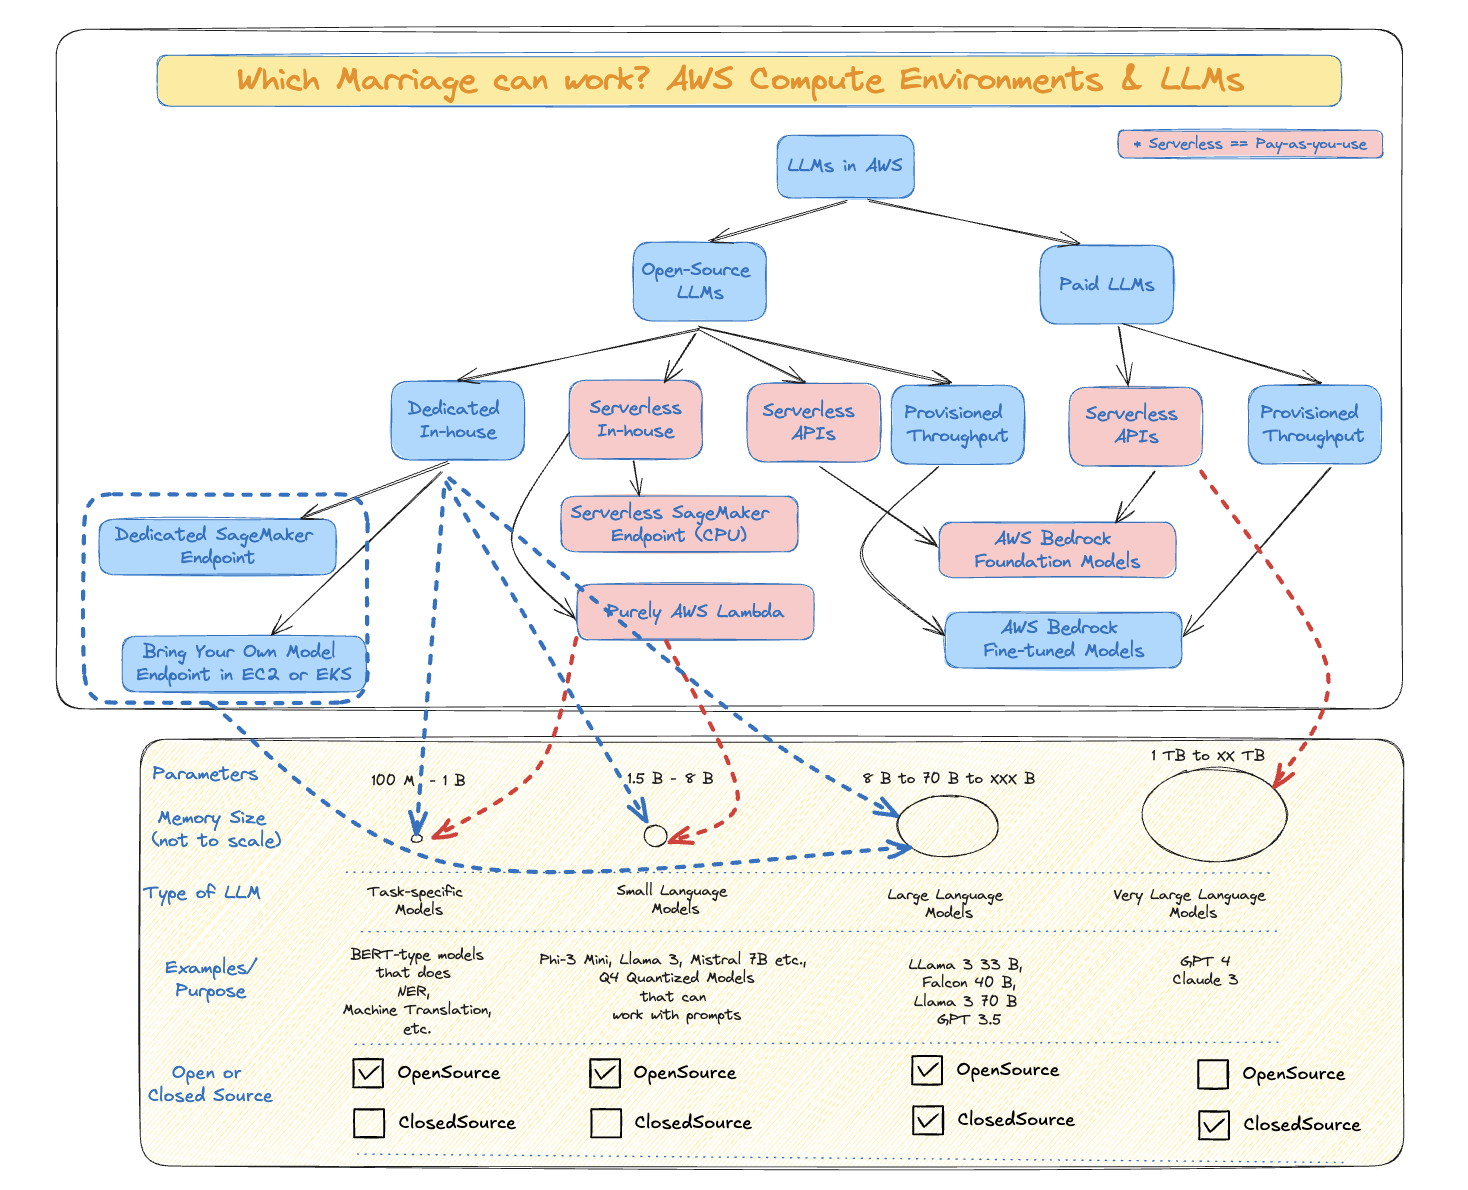 Which Marriage can work? AWS Compute Environments & LLMs
* Serverless == Pay-as-you-use
LLMs in AWS
Open-Source
LLMs
Paid LLMs
Dedicated
In-house
Serverless
In-house
Serverless
APIs
Provisioned
Throughput
Serverless
APIs
Provisioned
Throughput
Dedicated SageMaker
Endpoint
Serverless SageMaker
Endpoint (CPU)
AWS Bedrock
Foundation Models
Purely AWS Lambda
Bring Your Own Model
Endpoint in EC2 or EKS
AWS Bedrock
Fine-tuned Models
Parameters
100 M - 1 B
1.5 B - 8 B
8 B to 70 B to xxx B
1 TB to xx TB
Memory Size
(not to scale)
Type of LLM
Task-specific
Models
Small Language
Models
Large Language
Models
Very Large Language
Models
Examples/
Purpose
BERT-type models
that does
NER,
Machine Translation,
etc.
Phi-3 Mini, Llama 3, Mistral 7B etc.,
Q4 Quantized Models
that can
work with prompts
LLama 3 33 B,
Falcon 40 B,
Llama 3 70 B
GPT 3.5
GPT 4
Claude 3
Open or
Closed Source
OpenSource
ClosedSource
OpenSource
ClosedSource
OpenSource
ClosedSource
OpenSource
ClosedSource